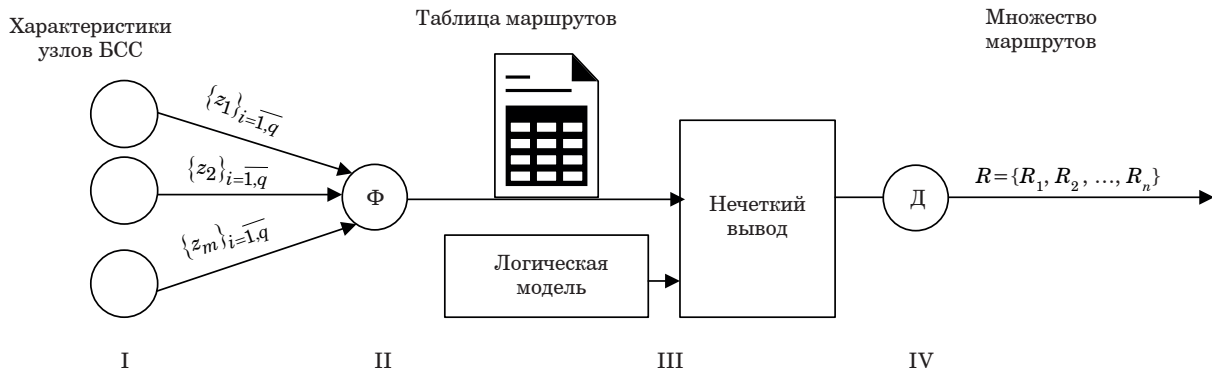 Характеристики
узлов БСС
Таблица маршрутов
Множество
маршрутов
{z₁}i=1,q
{z₂}i=1,q
{zₘ}i=1,q
Ф
Нечеткий
вывод
Д
R={R₁, R₂, ..., Rₙ}
Логическая
модель
I
II
III
IV